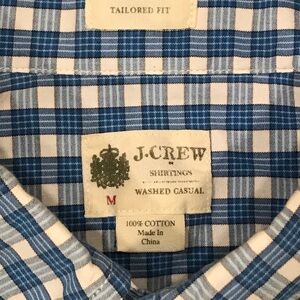 TAILORED FIT
J.CREW
SHIRTINGS
WASHED CASUAL
M
100% COTTON
Made In
China